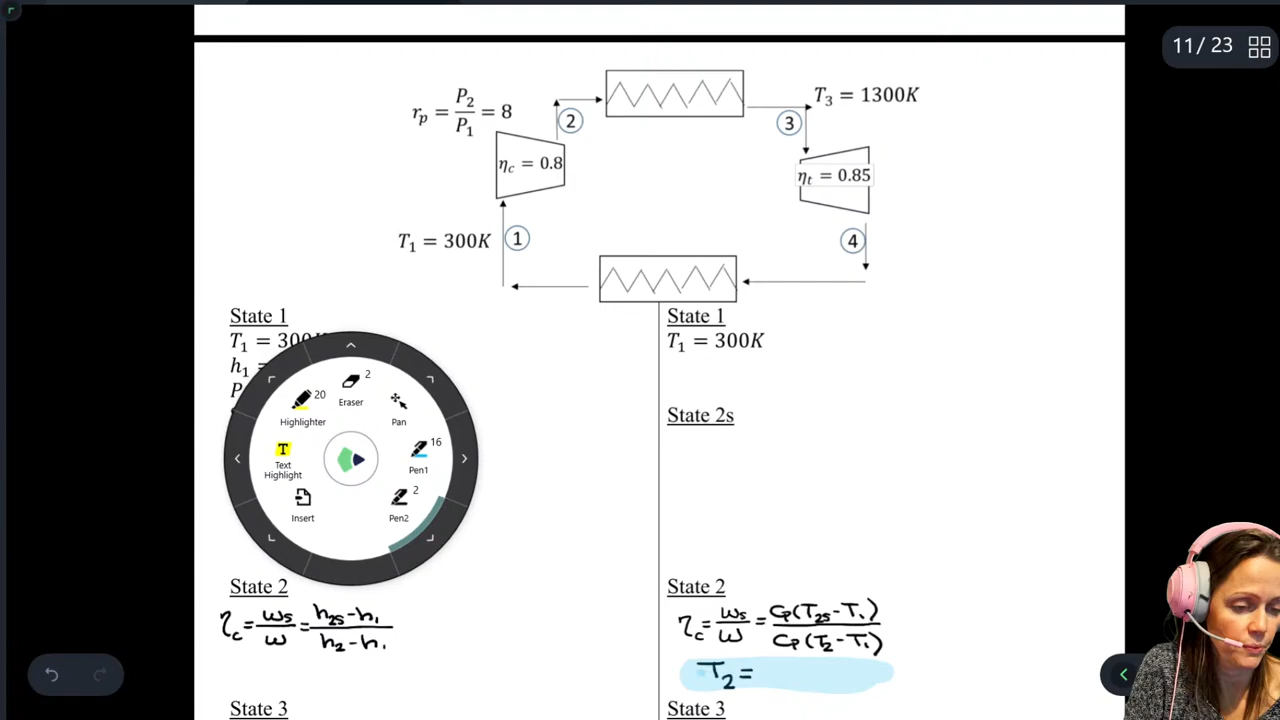 11 / 23
r_p = P_2/P_1 = 8
2
3
T_3 = 1300K
η_c = 0.8
η_t = 0.85
T_1 = 300K
1
4
State 1
T_1 = 300K
h_1 =
P
State 1
T_1 = 300K
State 2s
Eraser 2
Highlighter 20
Pan
Text Highlight
T
Pen1 16
Insert
Pen2 2
State 2
η_c = w_s/w = (h_2s - h_1)/(h_2 - h_1)
State 2
η_c = w_s/w = C_P(T_2s - T_1)/C_P(T_2 - T_1)
T_2 =
State 3
State 3